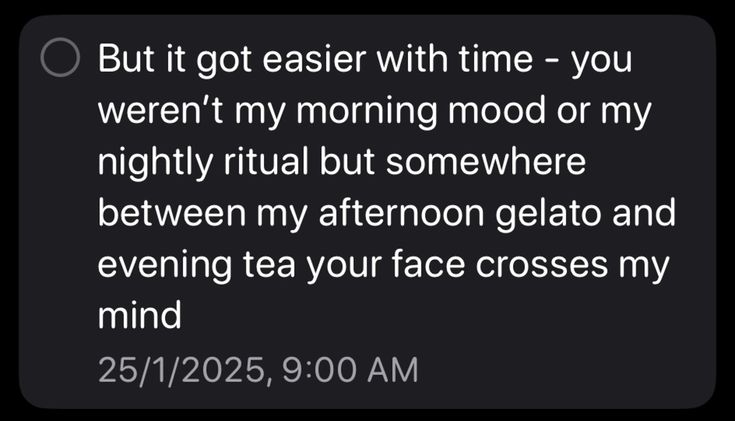 But it got easier with time - you
weren’t my morning mood or my
nightly ritual but somewhere
between my afternoon gelato and
evening tea your face crosses my
mind
25/1/2025, 9:00 AM